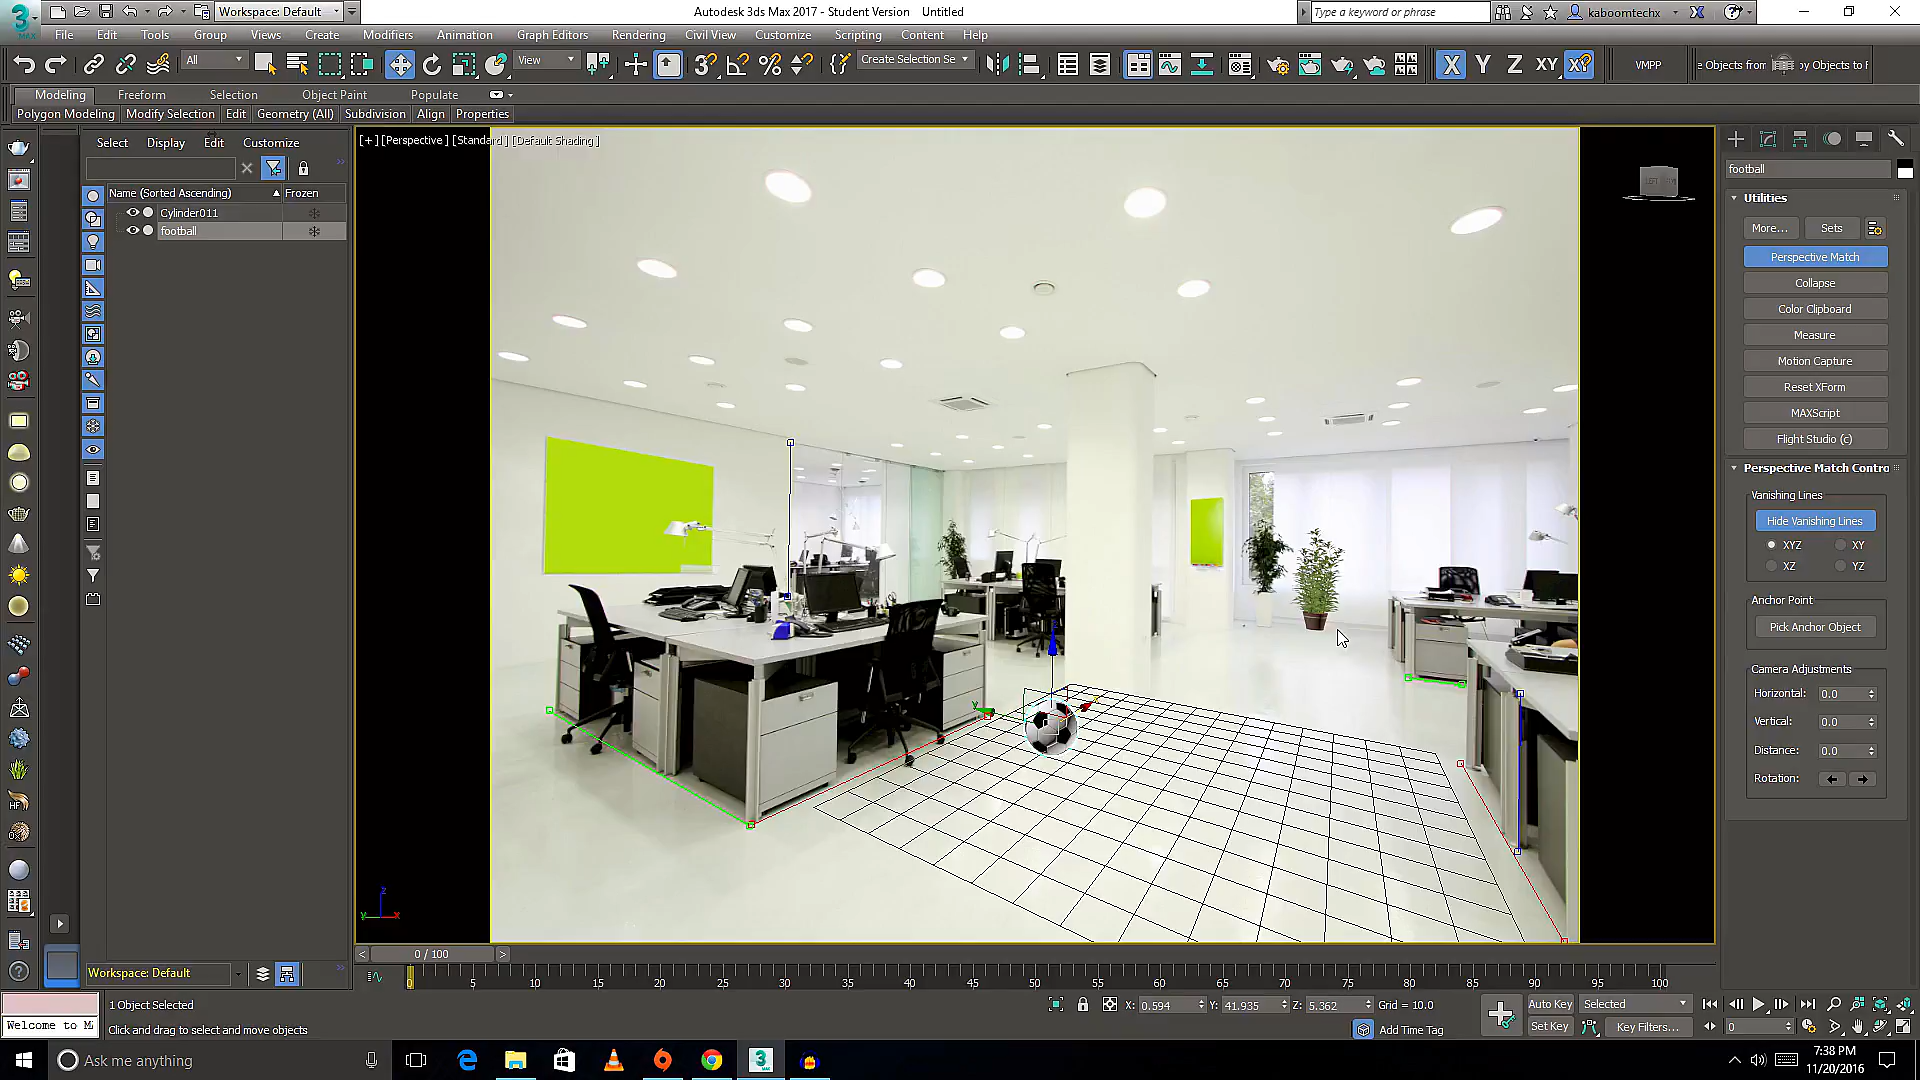 Workspace: Default
Autodesk 3ds Max 2017 - Student Version    Untitled
Type a keyword or phrase
kaboomtechx
File Edit Tools Group Views Create Modifiers Animation Graph Editors Rendering Civil View Customize Scripting Content Help
All
View
Create Selection Se
X Y Z XY XY
VMPP
e Objects from
by Objects to F
Modeling Freeform Selection Object Paint Populate
Polygon Modeling Modify Selection Edit Geometry (All) Subdivision Align Properties
Select Display Edit Customize
[+] [Perspective] [Standard] [Default Shading]
football
Name (Sorted Ascending) Frozen
Cylinder011
football
Utilities
More... Sets
Perspective Match
Collapse
Color Clipboard
Measure
Motion Capture
Reset XForm
MAXScript
Flight Studio (c)
Perspective Match Contro
Vanishing Lines
Hide Vanishing Lines
XYZ XY
XZ YZ
Anchor Point
Pick Anchor Object
Camera Adjustments
Horizontal: 0.0
Vertical: 0.0
Distance: 0.0
Rotation:
z
y x
y
0 / 100
Workspace: Default
0 5 10 15 20 25 30 35 40 45 50 55 60 65 70 75 80 85 90 95 100
1 Object Selected
X: 0.594 Y: 41.935 Z: 5.362 Grid = 10.0
Auto Key Selected
Welcome to M
Click and drag to select and move objects
Add Time Tag
Set Key Key Filters...
0
Ask me anything
7:38 PM
11/20/2016